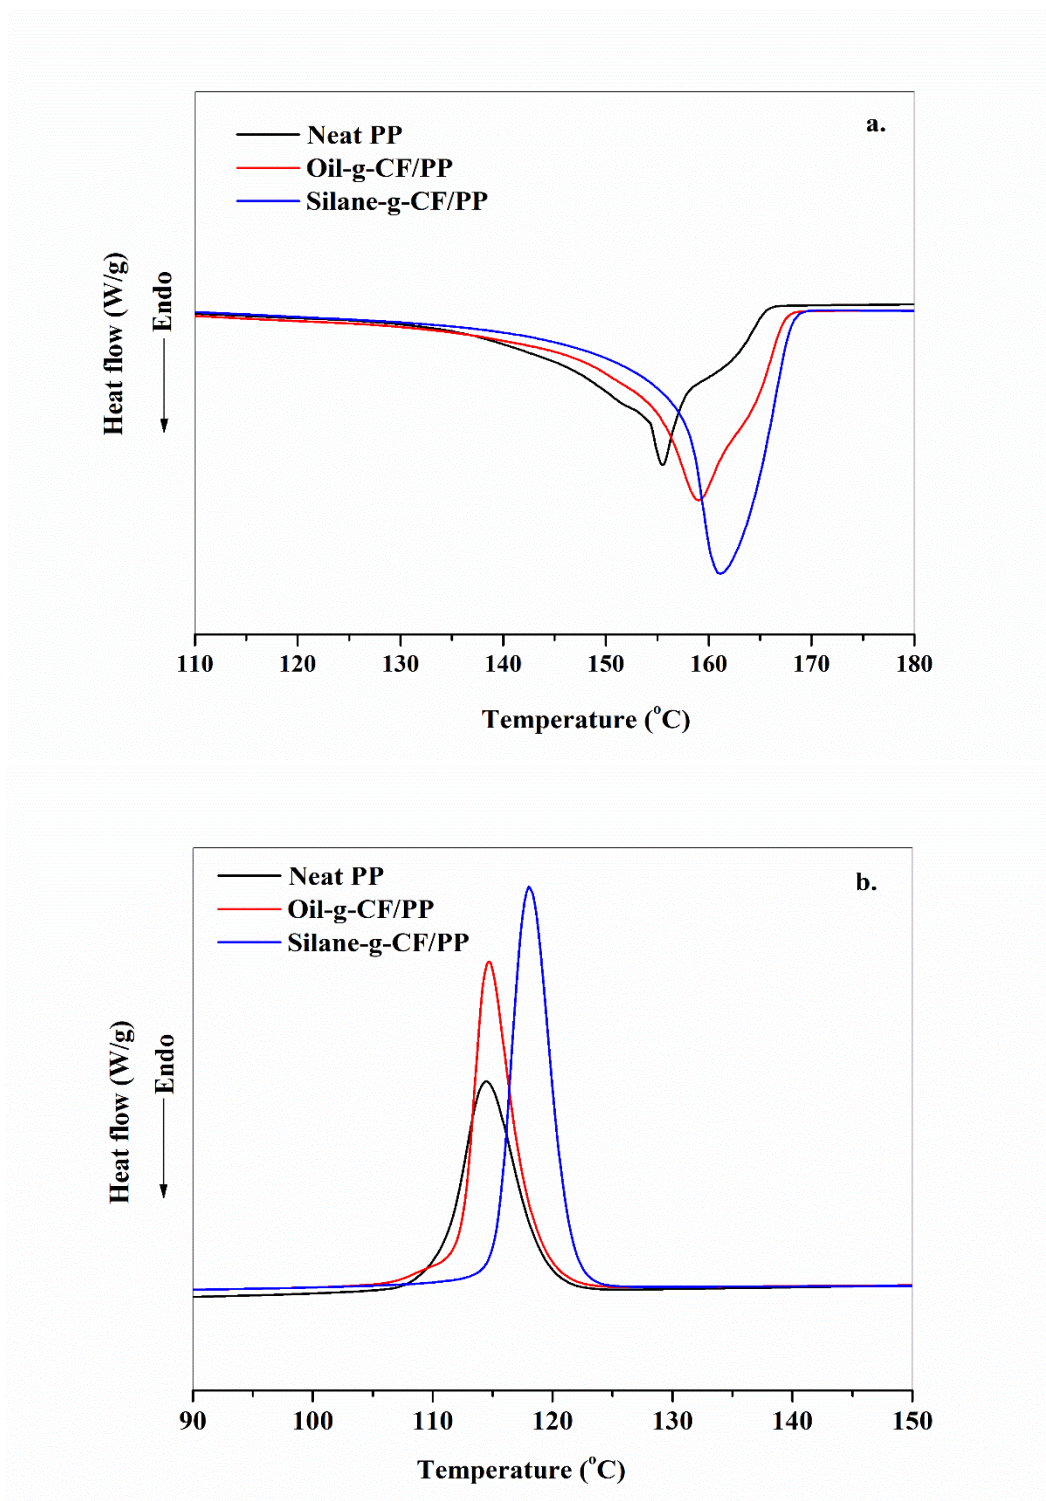 a.
Neat PP
Oil-g-CF/PP
Silane-g-CF/PP
Heat flow (W/g)
Endo
110 120 130 140 150 160 170 180
Temperature (°C)
b.
Neat PP
Oil-g-CF/PP
Silane-g-CF/PP
Heat flow (W/g)
Endo
90 100 110 120 130 140 150
Temperature (°C)